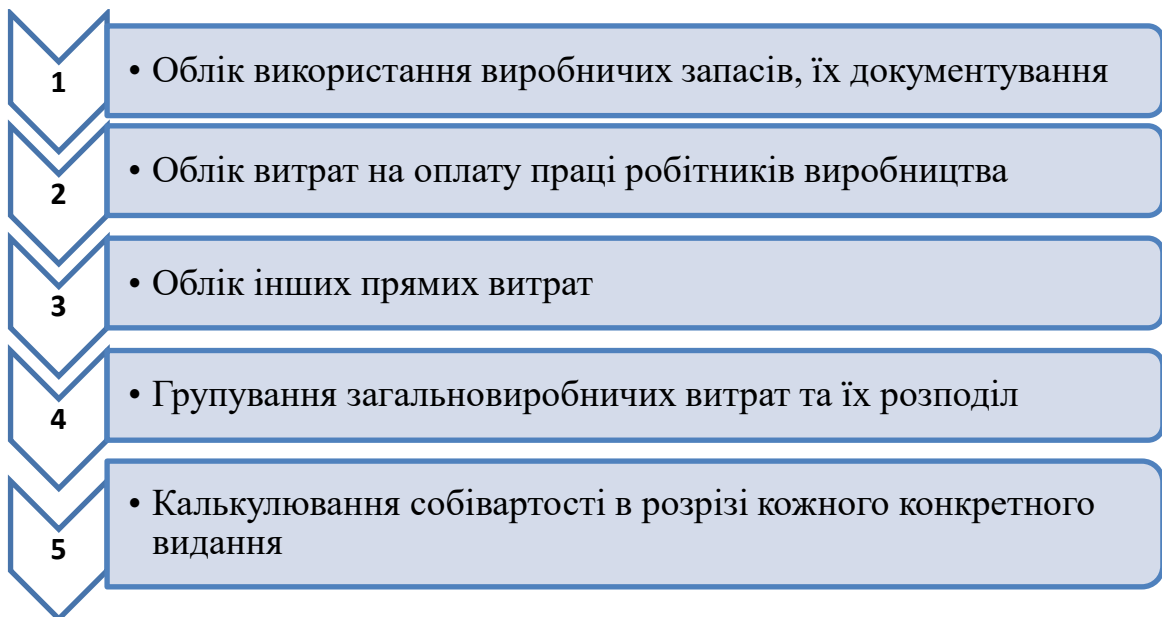 1
• Облік використання виробничих запасів, їх документування
2
• Облік витрат на оплату праці робітників виробництва
3
• Облік інших прямих витрат
4
• Групування загальновиробничих витрат та їх розподіл
5
• Калькулювання собівартості в розрізі кожного конкретного
видання